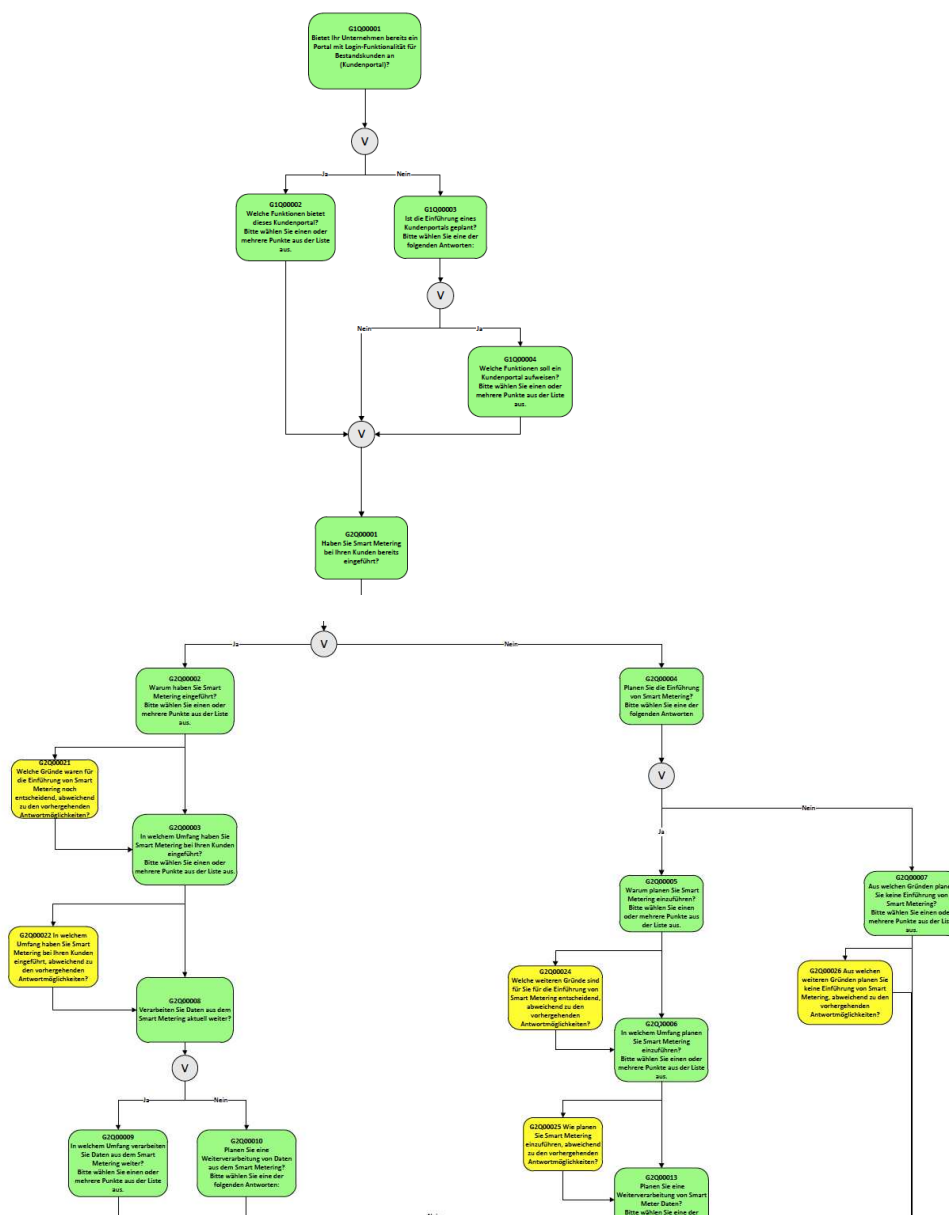 G1Q00001
Bietet Ihr Unternehmen bereits ein
Portal mit Login-Funktionalität für
Bestandskunden an
(Kundenportal)?
V
Ja
Nein
G1Q00002
Welche Funktionen bietet
dieses Kundenportal?
Bitte wählen Sie einen oder
mehrere Punkte aus der Liste
aus.
G1Q00003
Ist die Einführung eines
Kundenportals geplant?
Bitte wählen Sie eine der
folgenden Antworten:
V
Nein
Ja
G1Q00004
Welche Funktionen soll ein
Kundenportal aufweisen?
Bitte wählen Sie einen oder
mehrere Punkte aus der Liste
aus.
V
G2Q00001
Haben Sie Smart Metering
bei Ihren Kunden bereits
eingeführt?
V
Ja
Nein
G2Q00002
Warum haben Sie Smart
Metering eingeführt?
Bitte wählen Sie einen oder
mehrere Punkte aus der Liste
aus.
G2Q00004
Planen Sie die Einführung
von Smart Metering?
Bitte wählen Sie eine der
folgenden Antworten
G2Q00021
Welche Gründe waren für
die Einführung von Smart
Metering noch
entscheidend, abweichend
zu den vorhergehenden
Antwortmöglichkeiten?
V
Ja
Nein
G2Q00003
In welchem Umfang haben Sie
Smart Metering bei Ihren Kunden
eingeführt?
Bitte wählen Sie einen oder
mehrere Punkte aus der Liste aus.
G2Q00005
Warum planen Sie Smart
Metering einzuführen?
Bitte wählen Sie einen
oder mehrere Punkte aus
der Liste aus.
G2Q00007
Aus welchen Gründen plane
Sie keine Einführung von
Smart Metering?
Bitte wählen Sie einen ode
mehrere Punkte aus der Lis
aus.
G2Q00022 In welchem
Umfang haben Sie Smart
Metering bei Ihren Kunden
eingeführt, abweichend zu
den vorhergehenden
Antwortmöglichkeiten?
G2Q00024
Welche weiteren Gründe sind
für Sie für die Einführung von
Smart Metering entscheidend,
abweichend zu den
vorhergehenden
Antwortmöglichkeiten?
G2Q00026 Aus welchen
weiteren Gründen planen Sie
keine Einführung von Smart
Metering, abweichend zu den
vorhergehenden
Antwortmöglichkeiten?
G2Q00008
Verarbeiten Sie Daten aus dem
Smart Metering aktuell weiter?
G2Q00006
In welchem Umfang planen
Sie Smart Metering
einzuführen?
Bitte wählen Sie einen oder
mehrere Punkte aus der Liste
aus.
V
Ja
Nein
G2Q00009
In welchem Umfang verarbeiten
Sie Daten aus dem Smart
Metering weiter?
Bitte wählen Sie einen oder
mehrere Punkte aus der Liste
aus.
G2Q00010
Planen Sie eine
Weiterverarbeitung von Daten
aus dem Smart Metering?
Bitte wählen Sie eine der
folgenden Antworten:
G2Q00025 Wie planen
Sie Smart Metering
einzuführen, abweichend
zu den vorhergehenden
Antwortmöglichkeiten?
G2Q00013
Planen Sie eine
Weiterverarbeitung von Smart
Meter Daten?
Bitte wählen Sie eine der